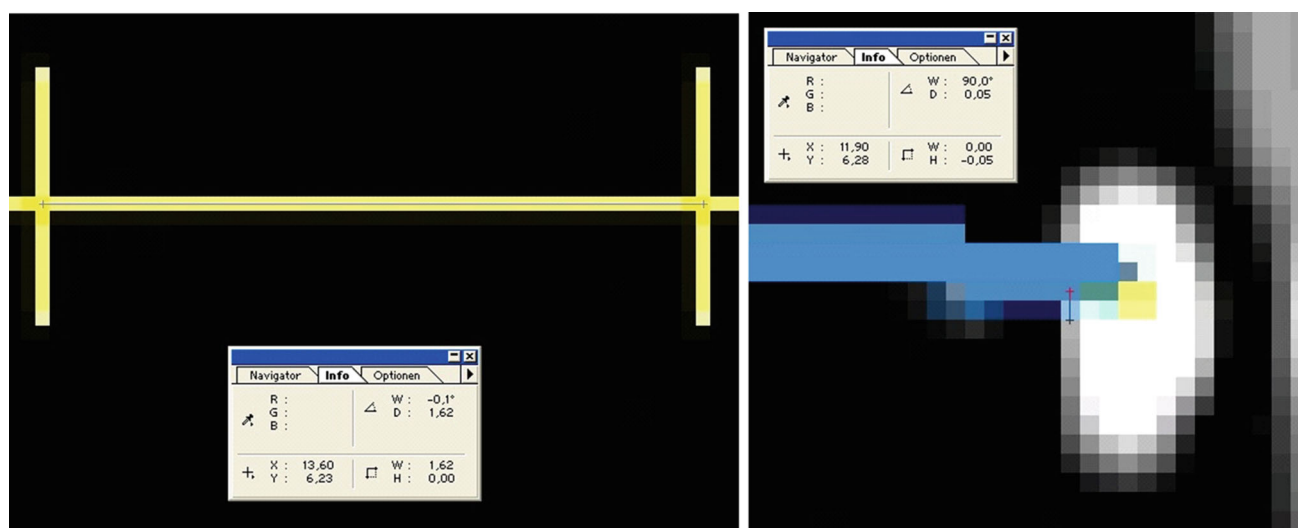 Navigator Info Optionen
R :
G :
B :
W : -0,1°
D : 1,62
X : 13,60
Y : 6,23
W : 1,62
H : 0,00
Navigator Info Optionen
R :
G :
B :
W : 90,0°
D : 0,05
X : 11,90
Y : 6,28
W : 0,00
H : -0,05